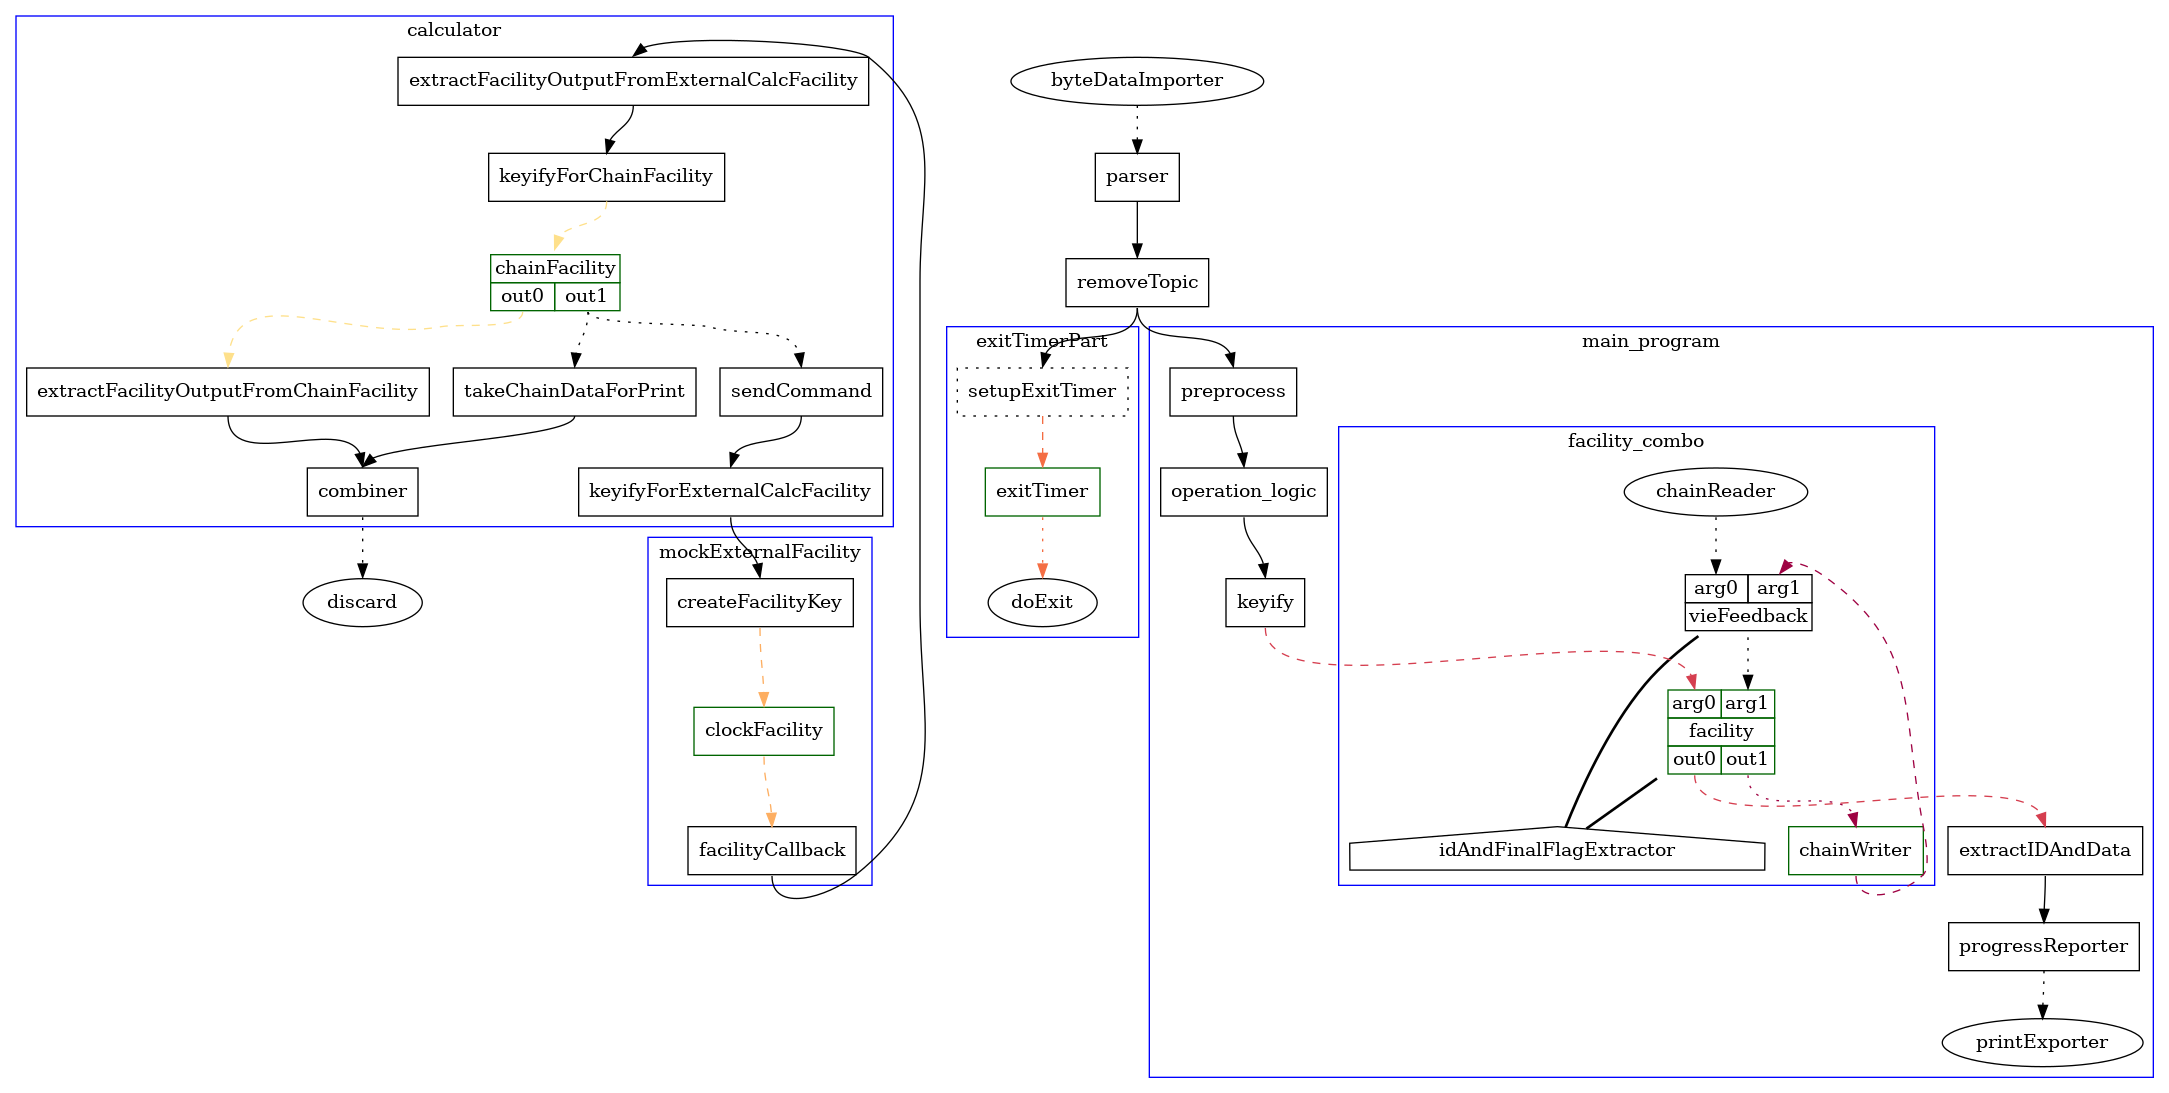 calculator
extractFacilityOutputFromExternalCalcFacility
keyifyForChainFacility
chainFacility
out0 out1
extractFacilityOutputFromChainFacility
takeChainDataForPrint
sendCommand
combiner
keyifyForExternalCalcFacility
discard
mockExternalFacility
createFacilityKey
clockFacility
facilityCallback
byteDataImporter
parser
removeTopic
exitTimerPart
setupExitTimer
exitTimer
doExit
main_program
preprocess
operation_logic
keyify
facility_combo
chainReader
arg0 arg1
vieFeedback
arg0 arg1
facility
out0 out1
idAndFinalFlagExtractor
chainWriter
extractIDAndData
progressReporter
printExporter